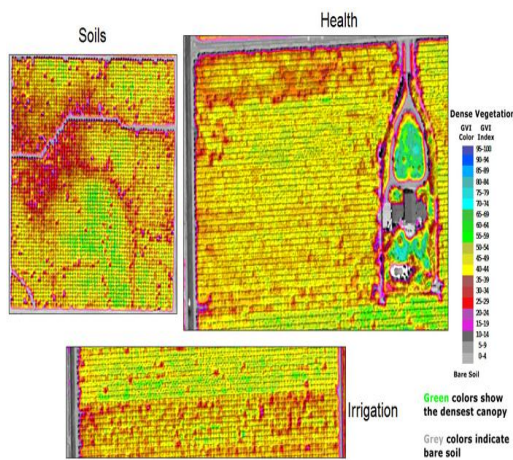 Soils
Health
Dense Vegetation
GVI GVI
Color Index
95-100
90-94
85-89
80-84
75-79
70-74
65-69
60-64
55-59
50-54
45-49
40-44
35-39
30-34
25-29
20-24
15-19
10-14
5-9
0-4
Bare Soil
Irrigation
Green colors show
the densest canopy
Grey colors indicate
bare soil